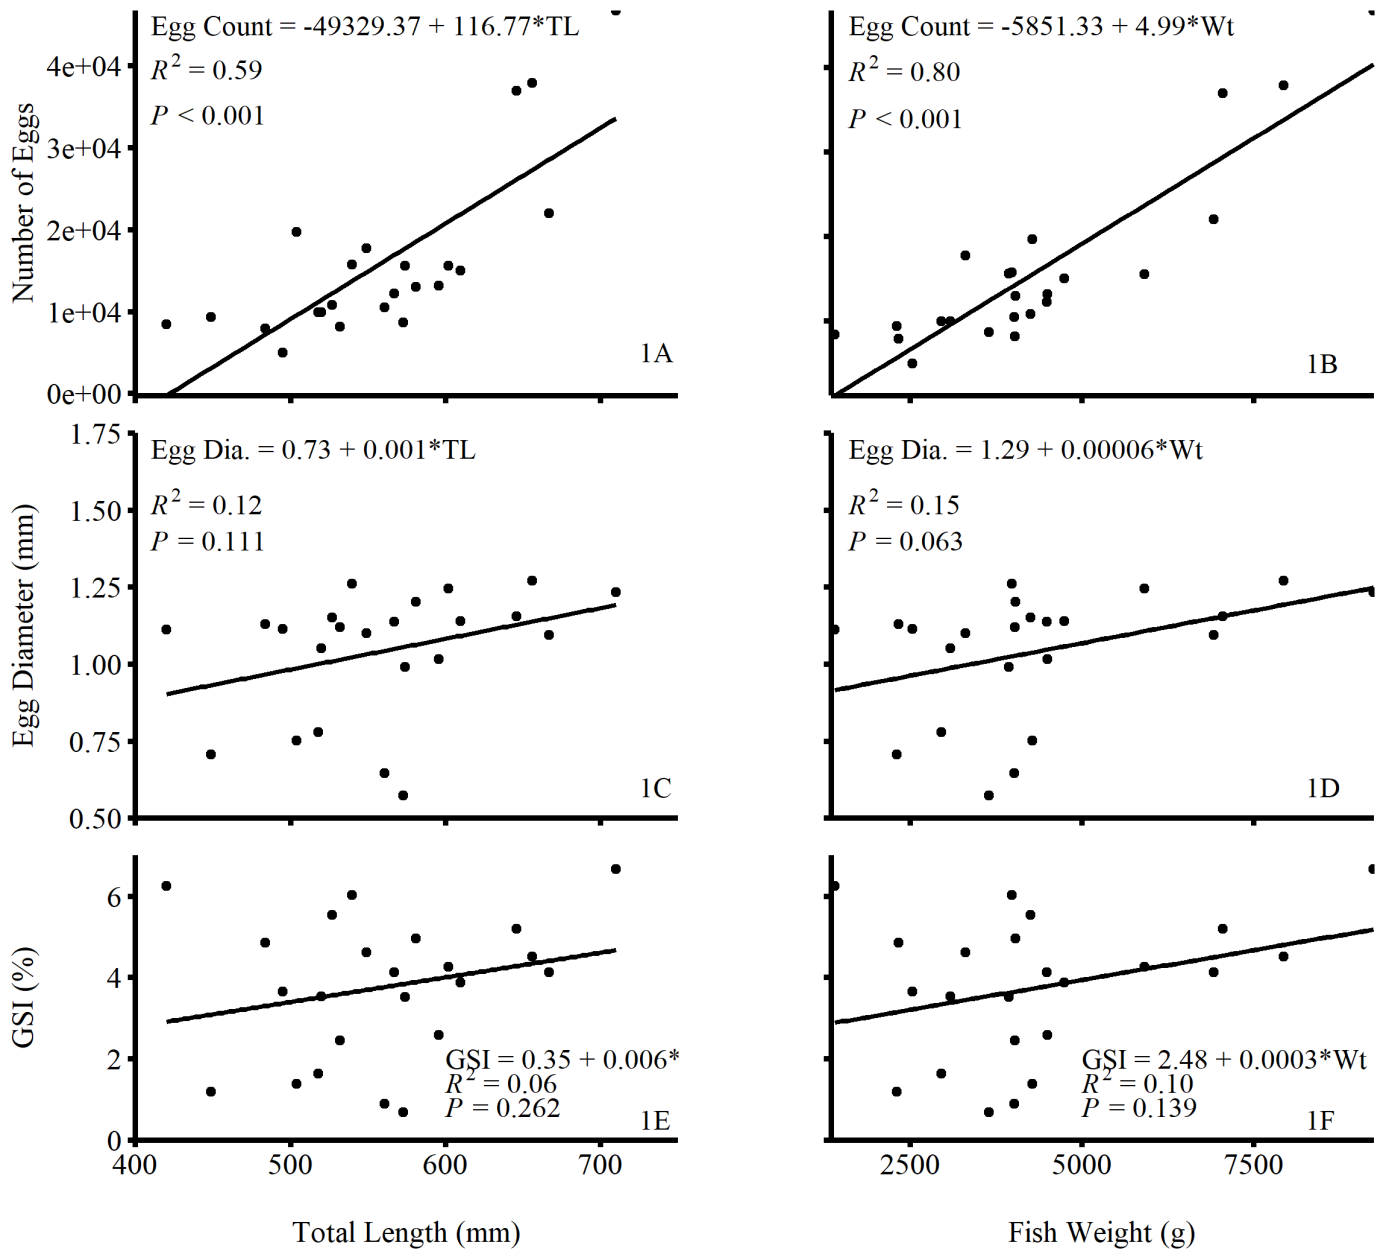 Egg Count = -49329.37 + 116.77*TL
R² = 0.59
P < 0.001
4e+04
3e+04
2e+04
1e+04
0e+00
Number of Eggs
1A
Egg Count = -5851.33 + 4.99*Wt
R² = 0.80
P < 0.001
1B
Egg Dia. = 0.73 + 0.001*TL
R² = 0.12
P = 0.111
1.75
1.50
1.25
1.00
0.75
0.50
Egg Diameter (mm)
1C
Egg Dia. = 1.29 + 0.00006*Wt
R² = 0.15
P = 0.063
1D
6
4
2
0
GSI (%)
GSI = 0.35 + 0.006*
R² = 0.06
P = 0.262
1E
GSI = 2.48 + 0.0003*Wt
R² = 0.10
P = 0.139
1F
400 500 600 700
2500 5000 7500
Total Length (mm)
Fish Weight (g)